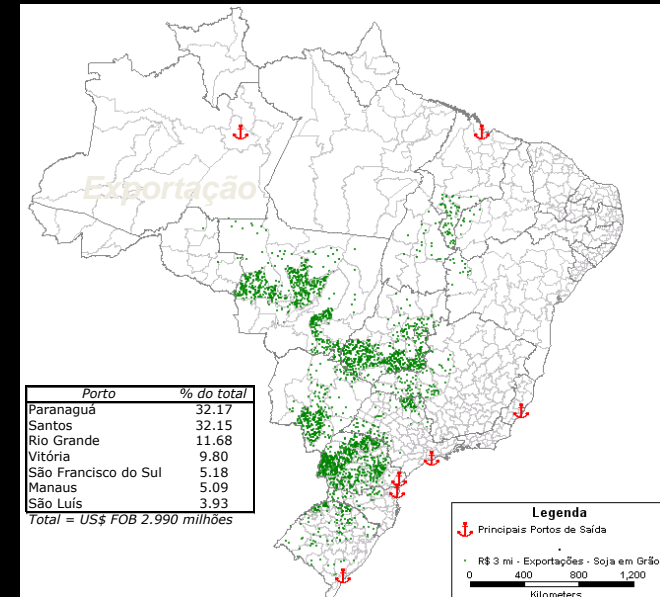 Exportação
Porto % do total
Paranaguá 32.17
Santos 32.15
Rio Grande 11.68
Vitória 9.80
São Francisco do Sul 5.18
Manaus 5.09
São Luís 3.93
Total = US$ FOB 2.990 milhões
Legenda
Principais Portos de Saída
R$ 3 mi - Exportações - Soja em Grão
0 400 800 1,200
Kilometers